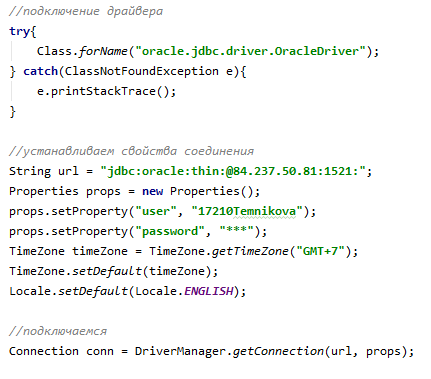 //подключение драйвера
try{
    Class.forName("oracle.jdbc.driver.OracleDriver");
} catch(ClassNotFoundException e){
    e.printStackTrace();
}
//устанавливаем свойства соединения
String url = "jdbc:oracle:thin:@84.237.50.81:1521:";
Properties props = new Properties();
props.setProperty("user", "17210Temnikova");
props.setProperty("password", "***");
TimeZone timeZone = TimeZone.getTimeZone("GMT+7");
TimeZone.setDefault(timeZone);
Locale.setDefault(Locale.ENGLISH);
//подключаемся
Connection conn = DriverManager.getConnection(url, props);